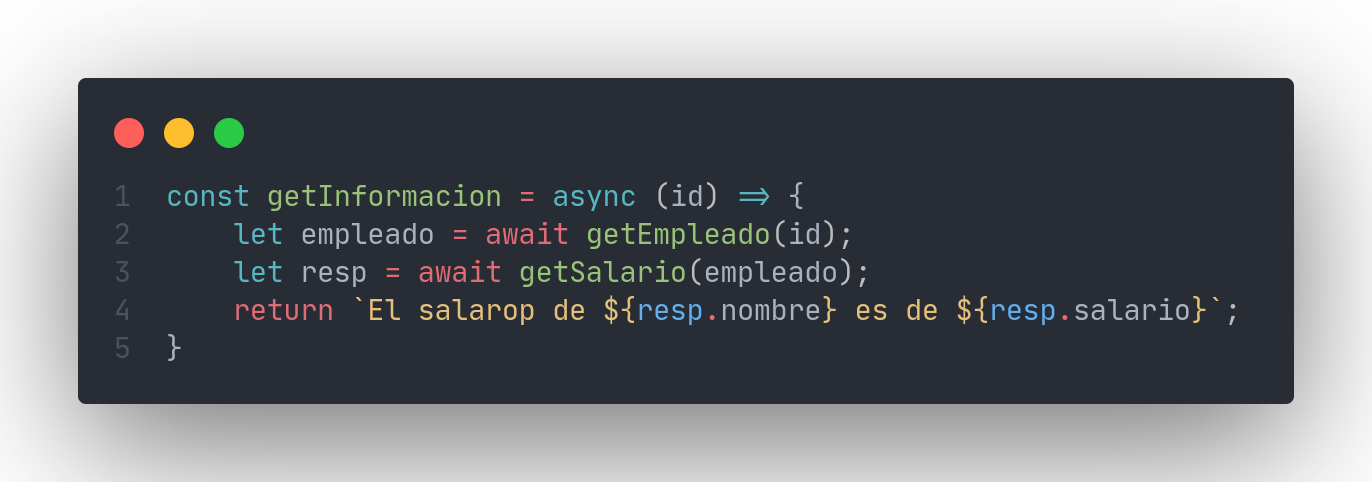 1 const getInformacion = async (id) => {
2 let empleado = await getEmpleado(id);
3 let resp = await getSalario(empleado);
4 return `El salarop de ${resp.nombre} es de ${resp.salario}`;
5 }